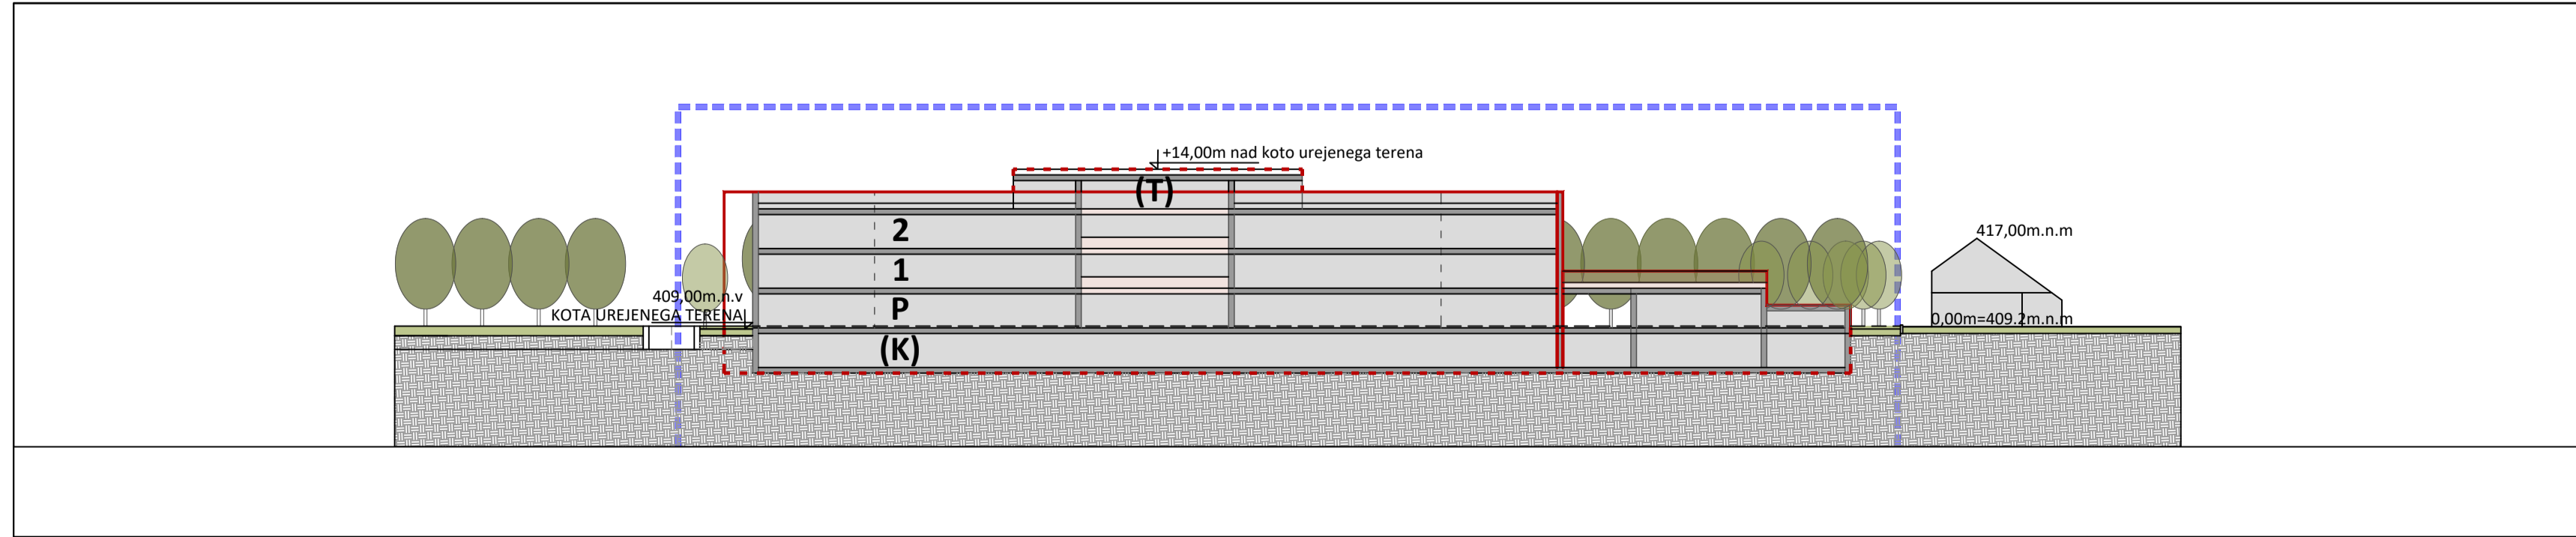 +14,00m nad koto urejenega terena
(T)
2
417,00m.n.m
1
409,00m.n.v
P
KOTA UREJENEGA TERENA
0,00m=409.2m.n.m
(K)